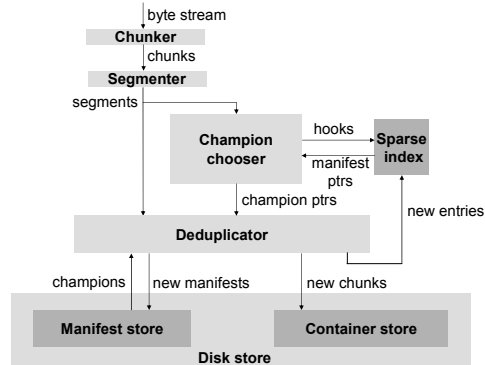 byte stream
Chunker
chunks
Segmenter
segments
Champion
chooser
hooks
manifest
ptrs
Sparse
index
champion ptrs
new entries
Deduplicator
champions
new manifests
new chunks
Manifest store
Container store
Disk store